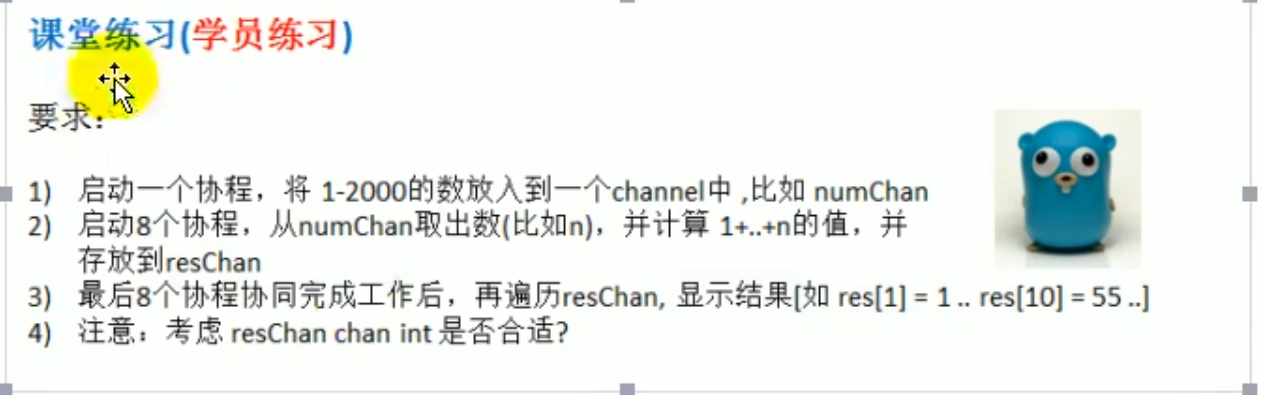 课堂练习(学员练习)
要求:
1) 启动一个协程，将 1-2000的数放入到一个channel中 ,比如 numChan
2) 启动8个协程，从numChan取出数(比如n)，并计算 1+..+n的值，并
存放到resChan
3) 最后8个协程协同完成工作后，再遍历resChan, 显示结果[如 res[1] = 1 .. res[10] = 55 ..]
4) 注意：考虑 resChan chan int 是否合适?